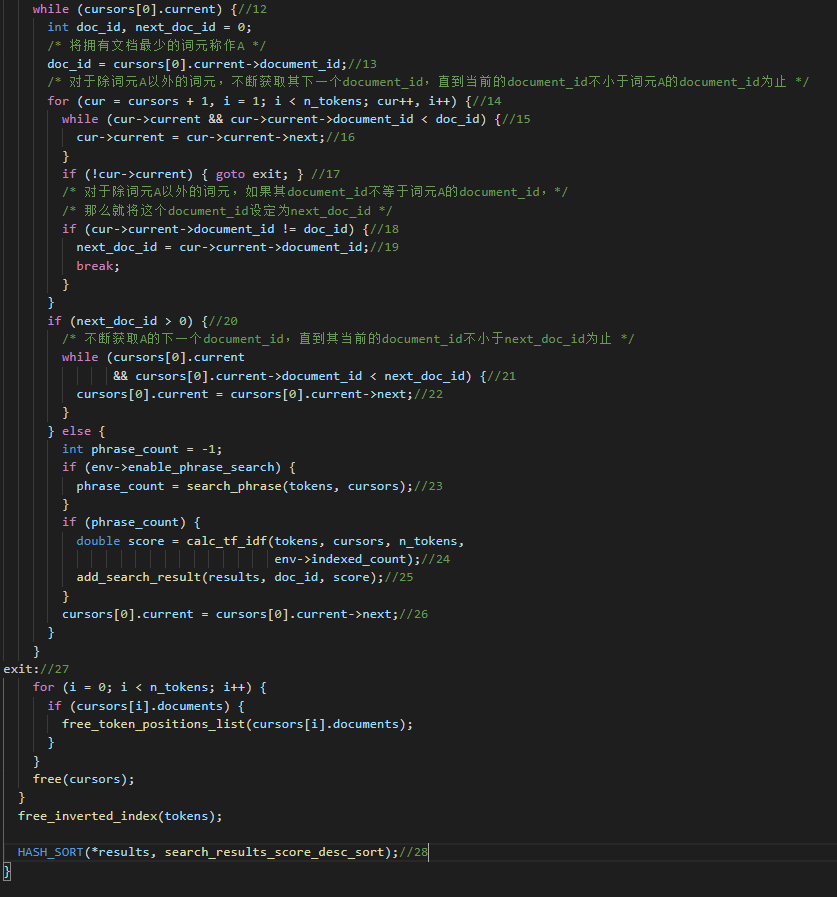 while (cursors[0].current) {//12
int doc_id, next_doc_id = 0;
/* 将拥有文档最少的词元称作A */
doc_id = cursors[0].current->document_id;//13
/* 对于除词元A以外的词元，不断获取其下一个document_id，直到当前的document_id不小于词元A的document_id为止 */
for (cur = cursors + 1, i = 1; i < n_tokens; cur++, i++) {//14
while (cur->current && cur->current->document_id < doc_id) {//15
cur->current = cur->current->next;//16
}
if (!cur->current) { goto exit; } //17
/* 对于除词元A以外的词元，如果其document_id不等于词元A的document_id，*/
/* 那么就将这个document_id设定为next_doc_id */
if (cur->current->document_id != doc_id) {//18
next_doc_id = cur->current->document_id;//19
break;
}
}
if (next_doc_id > 0) {//20
/* 不断获取A的下一个document_id，直到其当前的document_id不小于next_doc_id为止 */
while (cursors[0].current
&& cursors[0].current->document_id < next_doc_id) {//21
cursors[0].current = cursors[0].current->next;//22
}
} else {
int phrase_count = -1;
if (env->enable_phrase_search) {
phrase_count = search_phrase(tokens, cursors);//23
}
if (phrase_count) {
double score = calc_tf_idf(tokens, cursors, n_tokens,
env->indexed_count);//24
add_search_result(results, doc_id, score);//25
}
cursors[0].current = cursors[0].current->next;//26
}
}
exit://27
for (i = 0; i < n_tokens; i++) {
if (cursors[i].documents) {
free_token_positions_list(cursors[i].documents);
}
}
free(cursors);
}
free_inverted_index(tokens);
HASH_SORT(*results, search_results_score_desc_sort);//28
}